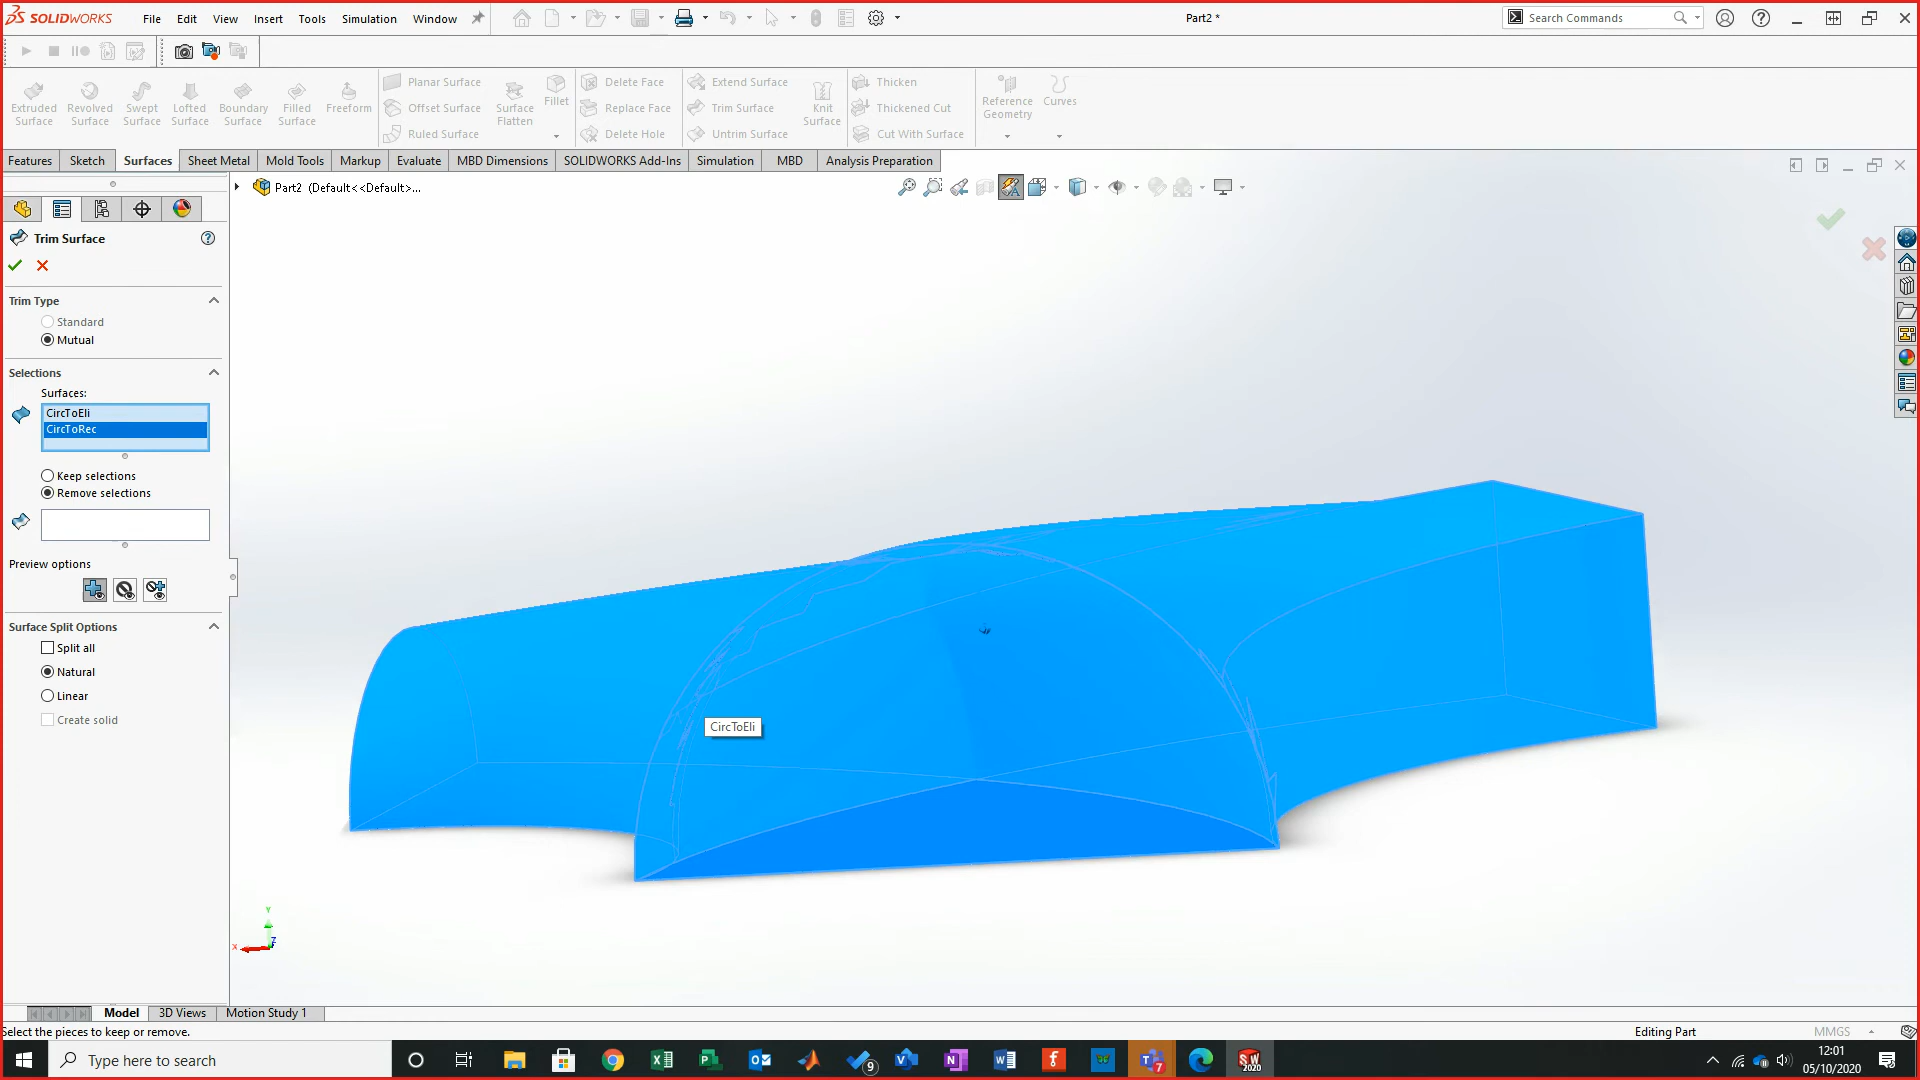 SOLIDWORKS File Edit View Insert Tools Simulation Window Part2 * Search Commands
Extruded Surface
Revolved Surface
Swept Surface
Lofted Surface
Boundary Surface
Filled Surface
Freeform
Planar Surface
Offset Surface
Ruled Surface
Surface Flatten
Fillet
Delete Face
Replace Face
Delete Hole
Extend Surface
Trim Surface
Untrim Surface
Knit Surface
Thicken
Thickened Cut
Cut With Surface
Reference Geometry
Curves
Features Sketch Surfaces Sheet Metal Mold Tools Markup Evaluate MBD Dimensions SOLIDWORKS Add-Ins Simulation MBD Analysis Preparation
Part2 (Default<<Default>...
Trim Surface
Trim Type
Standard
Mutual
Selections
Surfaces:
CircToEli
CircToRec
Keep selections
Remove selections
Preview options
Surface Split Options
Split all
Natural
Linear
Create solid
CircToEli
Y
X
Z
Model 3D Views Motion Study 1
Select the pieces to keep or remove.
Editing Part
MMGS
Type here to search
9
7
SW 2020
12:01
05/10/2020